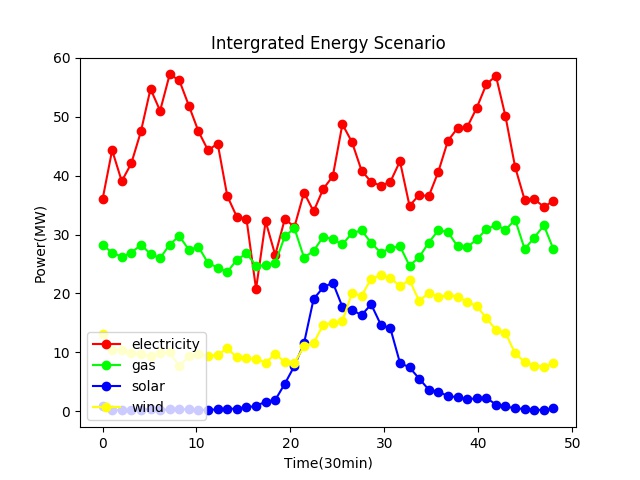 Intergrated Energy Scenario
Power(MW)
60
50
40
30
20
10
0
electricity
gas
solar
wind
0 10 20 30 40 50
Time(30min)